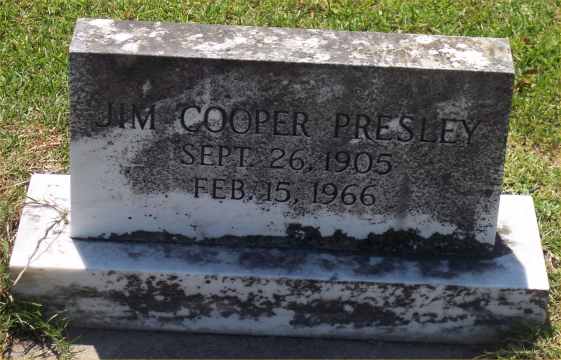 JIM COOPER PRESLEY
SEPT. 26, 1905
FEB. 15, 1966